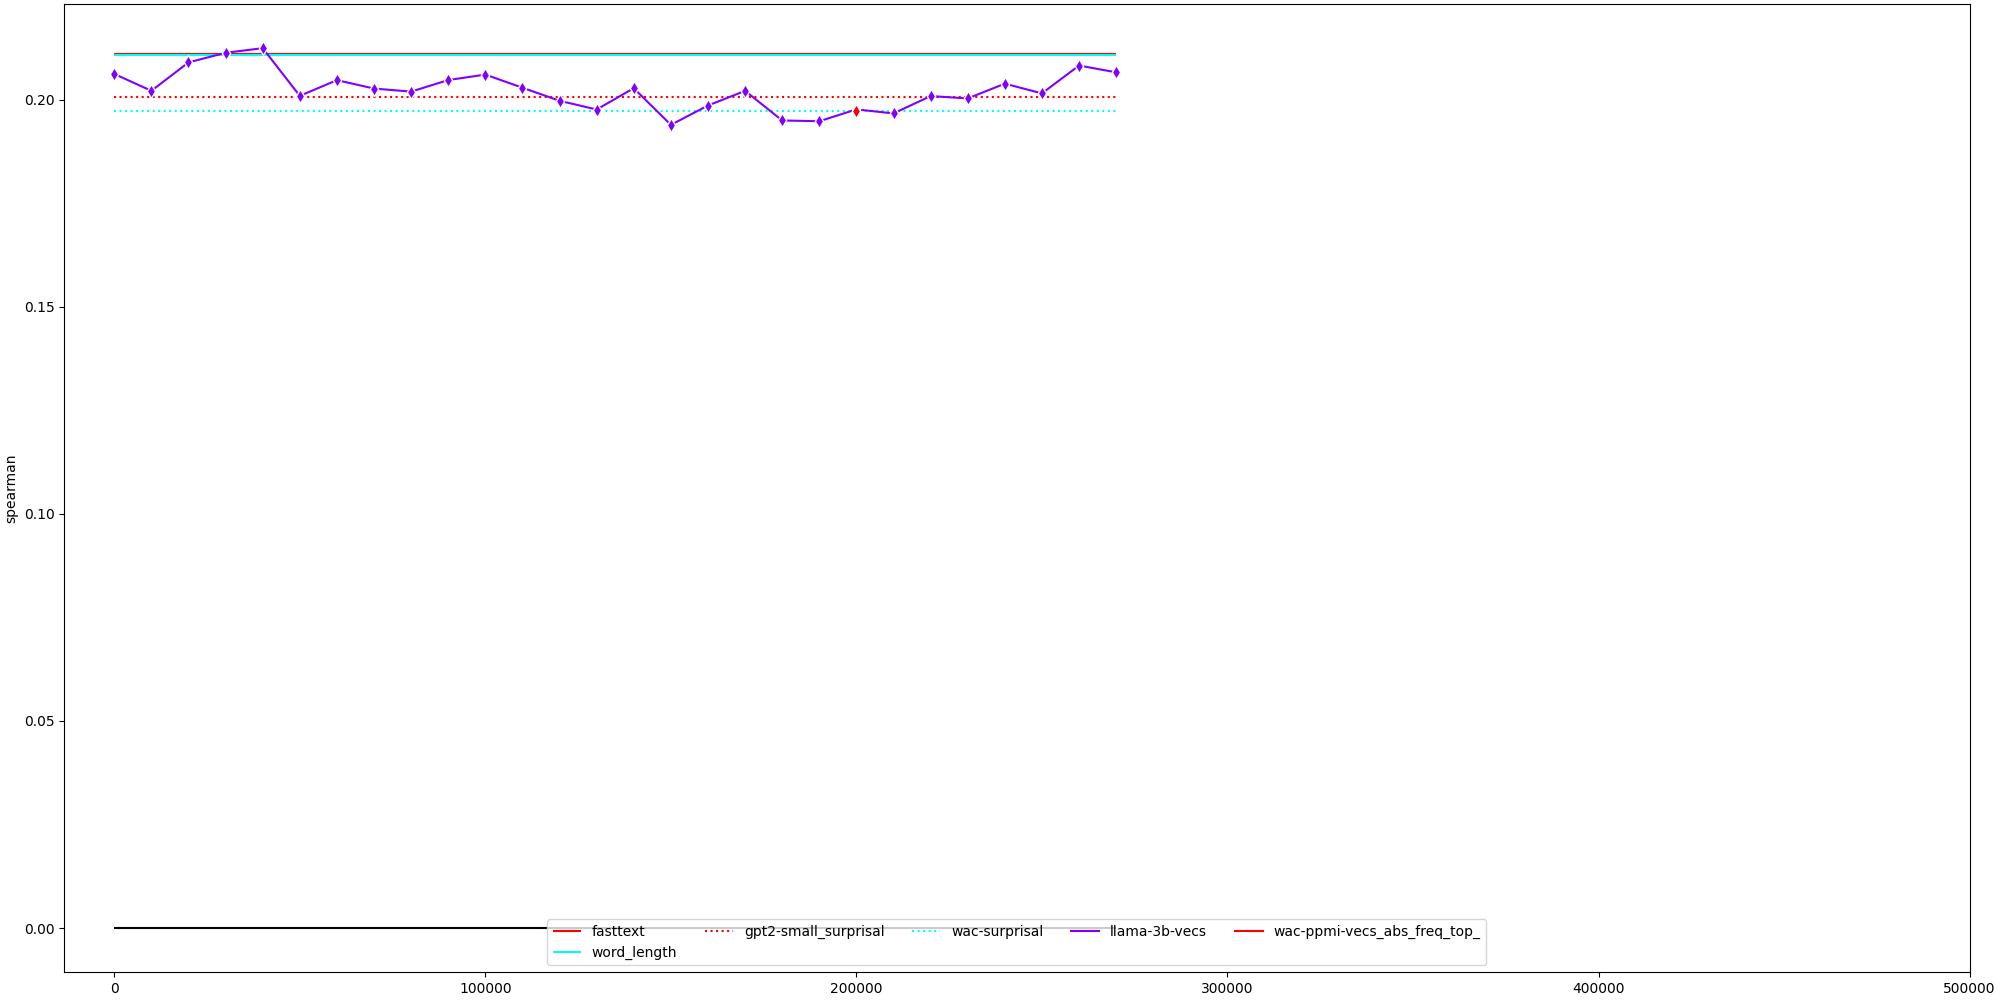 0.20
0.15
0.10
0.05
0.00
spearman
fasttext
word_length
gpt2-small_surprisal
wac-surprisal
llama-3b-vecs
wac-ppmi-vecs_abs_freq_top_
0
100000
200000
300000
400000
500000